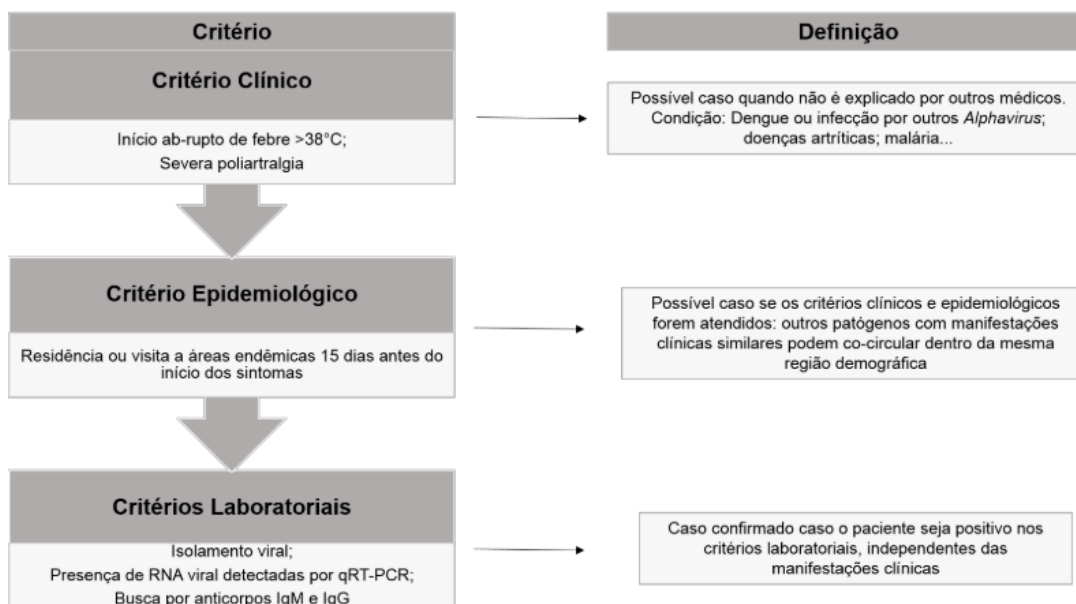 Critério
Definição
Critério Clínico
Início ab-rupto de febre >38°C;
Severa poliartralgia
Possível caso quando não é explicado por outros médicos.
Condição: Dengue ou infecção por outros Alphavirus;
doenças artríticas; malária...
Critério Epidemiológico
Residência ou visita a áreas endêmicas 15 dias antes do
início dos sintomas
Possível caso se os critérios clínicos e epidemiológicos
forem atendidos: outros patógenos com manifestações
clínicas similares podem co-circular dentro da mesma
região demográfica
Critérios Laboratoriais
Isolamento viral;
Presença de RNA viral detectadas por qRT-PCR;
Busca por anticorpos IgM e IgG
Caso confirmado caso o paciente seja positivo nos
critérios laboratoriais, independentes das
manifestações clínicas